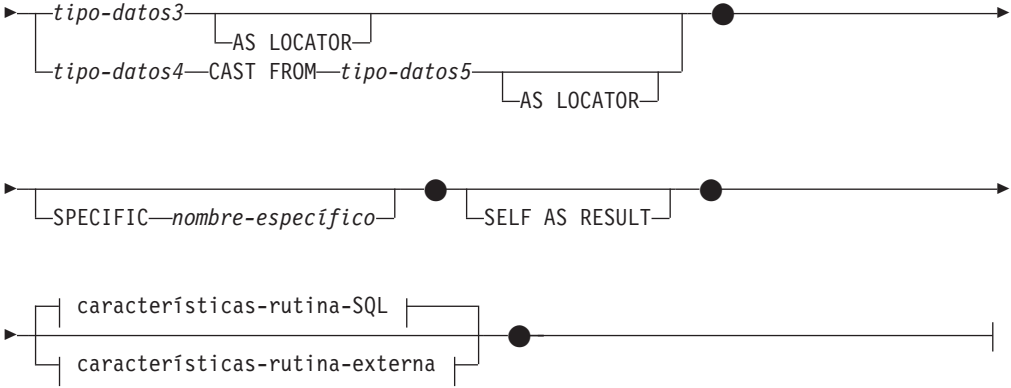 tipo-datos3
AS LOCATOR
tipo-datos4 CAST FROM tipo-datos5
AS LOCATOR
SPECIFIC nombre-específico
SELF AS RESULT
características-rutina-SQL
características-rutina-externa